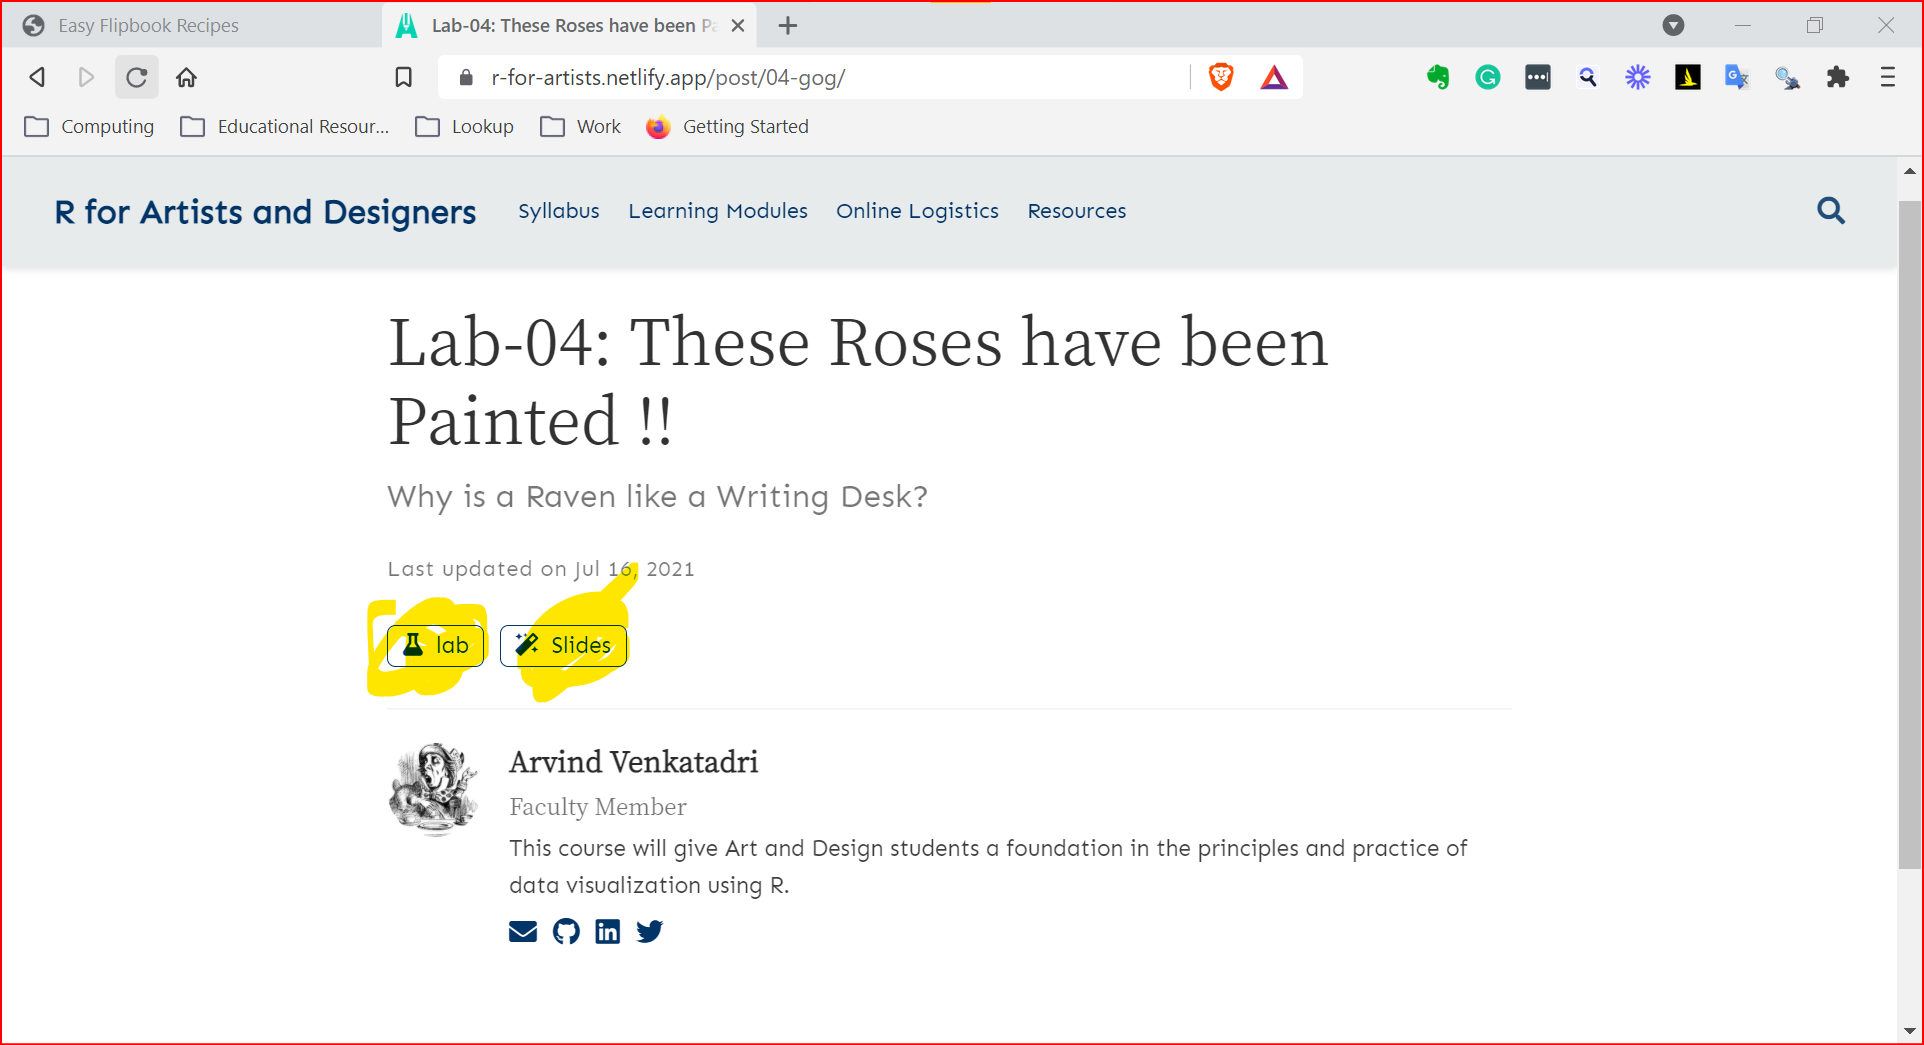 Easy Flipbook Recipes
Lab-04: These Roses have been
r-for-artists.netlify.app/post/04-gog/
Computing
Educational Resour...
Lookup
Work
Getting Started
R for Artists and Designers
Syllabus
Learning Modules
Online Logistics
Resources
Lab-04: These Roses have been
Painted !!
Why is a Raven like a Writing Desk?
Last updated on Jul 16, 2021
lab
Slides
Arvind Venkatadri
Faculty Member
This course will give Art and Design students a foundation in the principles and practice of
data visualization using R.